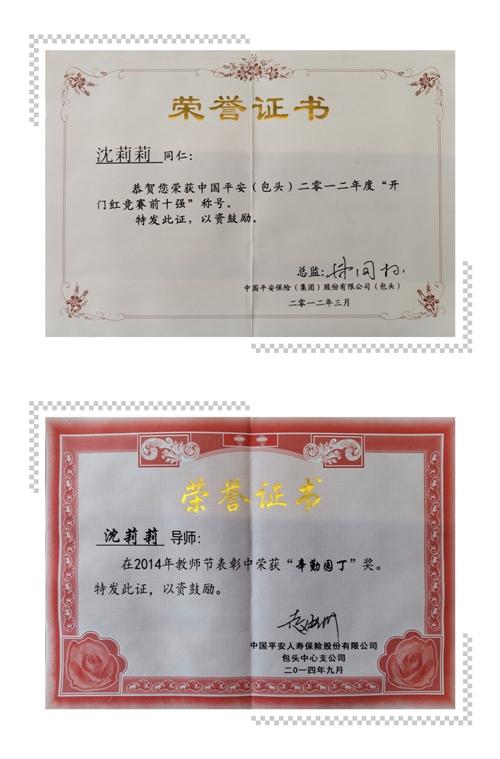 荣誉证书
沈莉莉 同仁:
恭贺您荣获中国平安（包头）二零一二年度“开
门红竞赛前十强”称号。
特发此证，以资鼓励。
总监:
中国平安保险（集团）股份有限公司（包头）
二零一二年三月
荣誉证书
沈莉莉 导师:
在2014年教师节表彰中荣获“辛勤园丁”奖。
特发此证，以资鼓励。
中国平安人寿保险股份有限公司
包头中心支公司
二0一四年九月